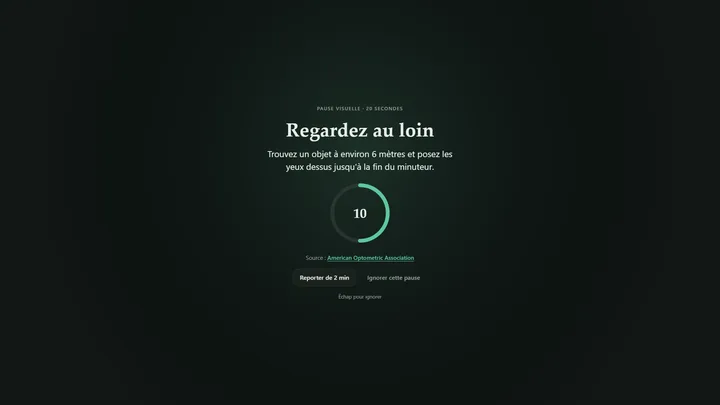 PAUSE VISUELLE · 20 SECONDES
Regardez au loin
Trouvez un objet à environ 6 mètres et posez les
yeux dessus jusqu'à la fin du minuteur.
10
Source : American Optometric Association
Reporter de 2 min Ignorer cette pause
Échap pour ignorer